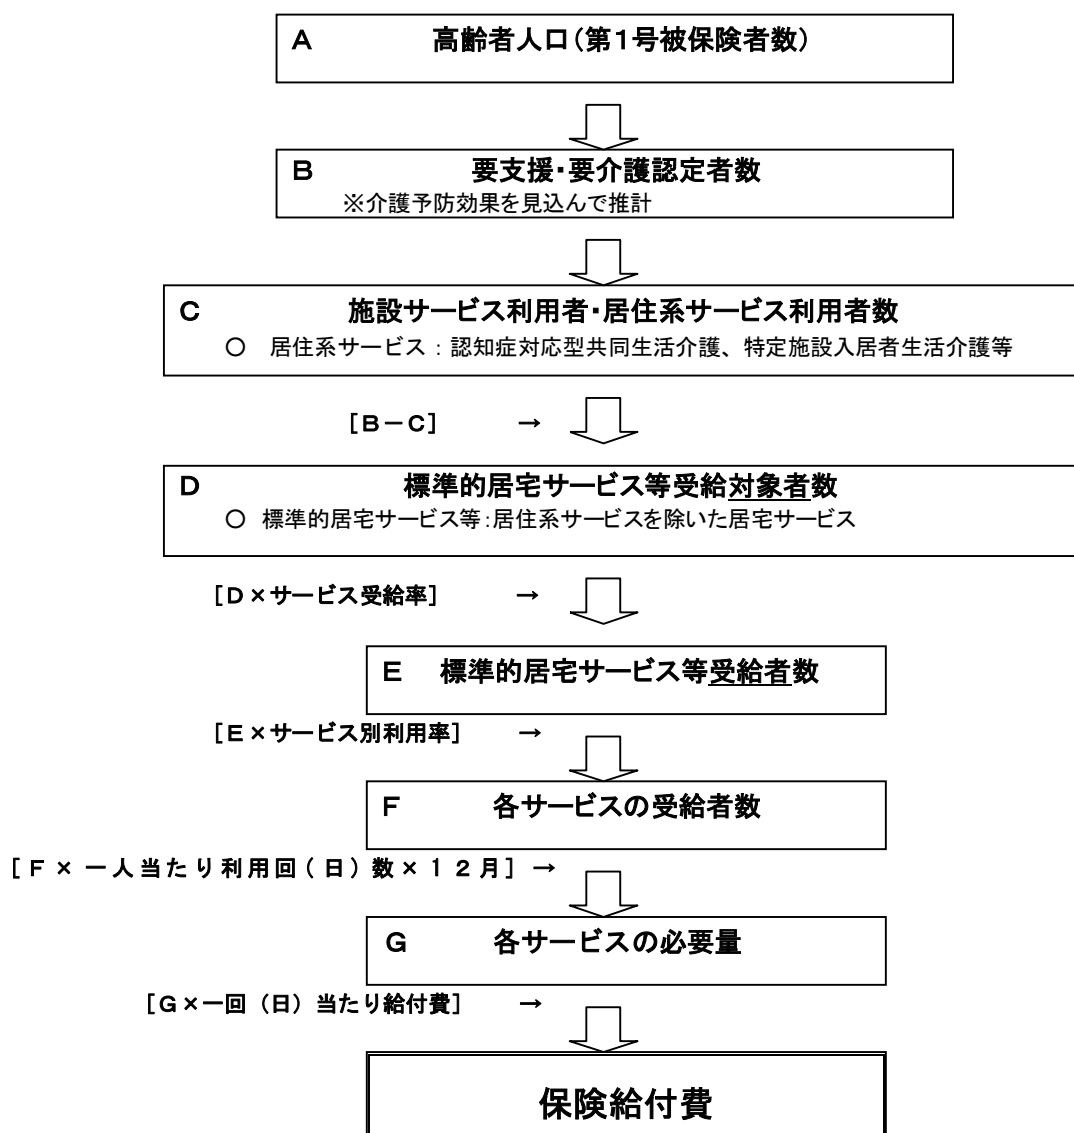 A 高齢者人口(第1号被保険者数)
B 要支援・要介護認定者数
※介護予防効果を見込んで推計
C 施設サービス利用者・居住系サービス利用者数
○ 居住系サービス：認知症対応型共同生活介護、特定施設入居者生活介護等
[B－C] →
D 標準的居宅サービス等受給対象者数
○ 標準的居宅サービス等：居住系サービスを除いた居宅サービス
[D×サービス受給率] →
E 標準的居宅サービス等受給者数
[E×サービス別利用率] →
F 各サービスの受給者数
[F×一人当たり利用回(日)数×12月] →
G 各サービスの必要量
[G×一回（日）当たり給付費] →
保険給付費